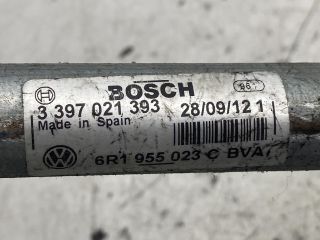 BOSCH
3 397 021 393 28/09/12 1
Made in Spain
6R1 955 023 C BVA